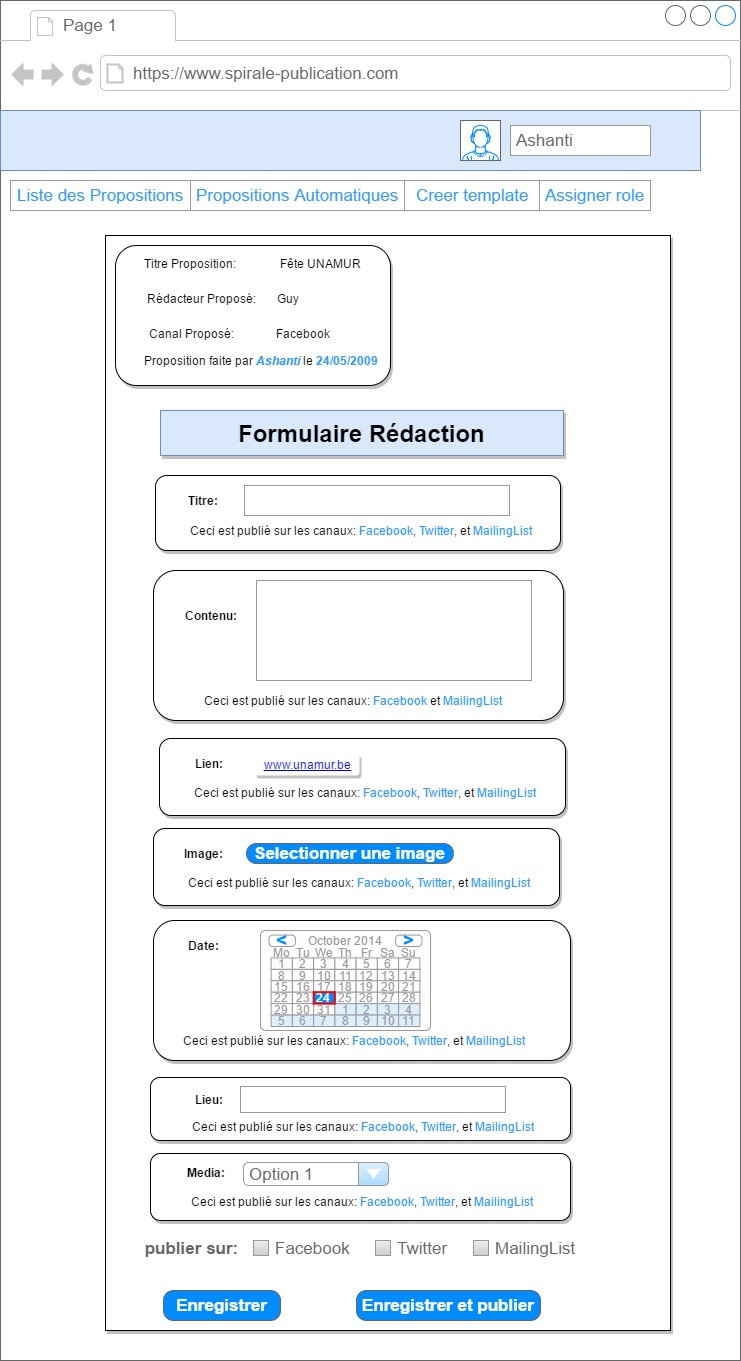 Page 1
https://www.spirale-publication.com
Ashanti
Liste des Propositions Propositions Automatiques Creer template Assigner role
Titre Proposition: Fête UNAMUR
Rédacteur Proposé: Guy
Canal Proposé: Facebook
Proposition faite par Ashanti le 24/05/2009
Formulaire Rédaction
Titre:
Ceci est publié sur les canaux: Facebook, Twitter, et MailingList
Contenu:
Ceci est publié sur les canaux: Facebook et MailingList
Lien: www.unamur.be
Ceci est publié sur les canaux: Facebook, Twitter, et MailingList
Image: Selectionner une image
Ceci est publié sur les canaux: Facebook, Twitter, et MailingList
Date: < October 2014 >
Mo Tu We Th Fr Sa Su
1 2 3 4 5 6 7
8 9 10 11 12 13 14
15 16 17 18 19 20 21
22 23 24 25 26 27 28
29 30 31 1 2 3 4
5 6 7 8 9 10 11
Ceci est publié sur les canaux: Facebook, Twitter, et MailingList
Lieu:
Ceci est publié sur les canaux: Facebook, Twitter, et MailingList
Media: Option 1
Ceci est publié sur les canaux: Facebook, Twitter, et MailingList
publier sur: Facebook Twitter MailingList
Enregistrer Enregistrer et publier